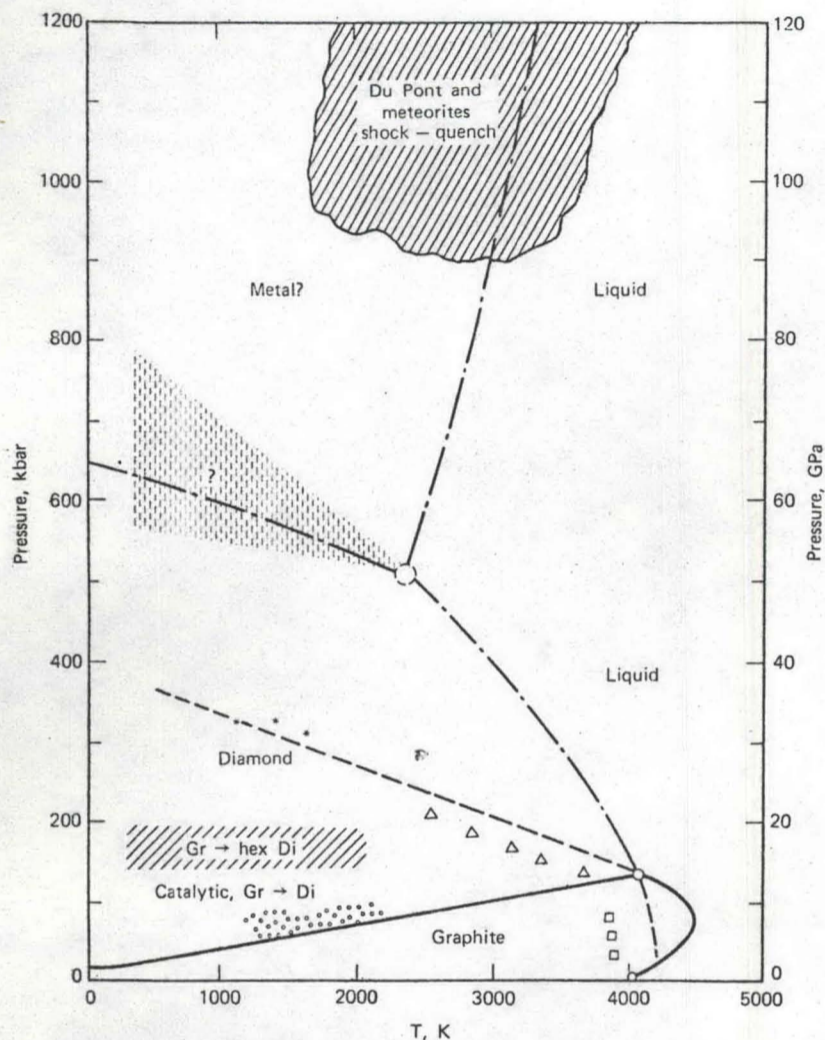 1200
120
Du Pont and
meteorites
shock — quench
1000
100
Metal?
Liquid
800
80
Pressure, kbar
Pressure, GPa
?
600
60
400
40
Liquid
Diamond
200
20
Gr → hex Di
Catalytic, Gr → Di
Graphite
0
0
0
1000
2000
3000
4000
5000
T, K